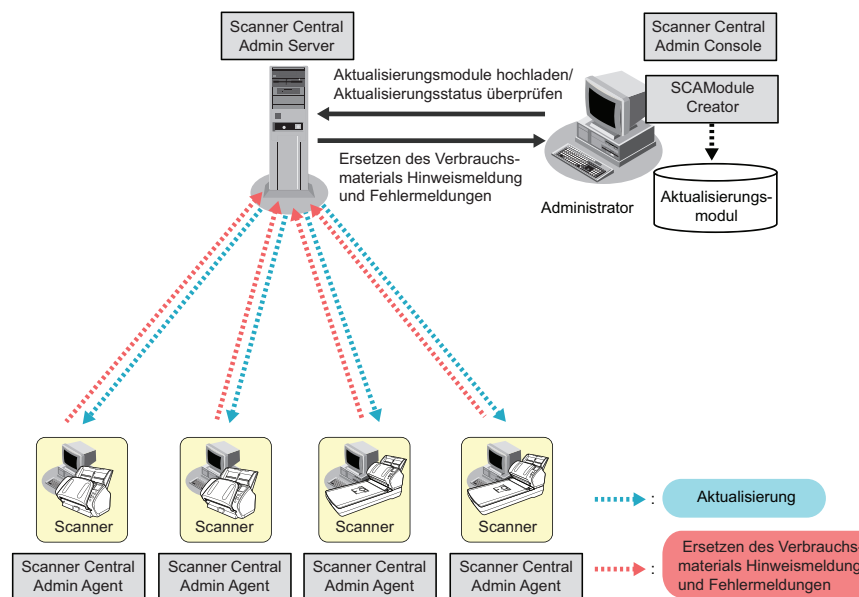 Scanner Central
Admin Server
Scanner Central
Admin Console
Aktualisierungsmodule hochladen/
Aktualisierungsstatus überprüfen
SCAModule
Creator
Ersetzen des Verbrauchs-
materials Hinweismeldung
und Fehlermeldungen
Administrator
Aktualisierungs-
modul
Scanner
Scanner
Scanner
Scanner
Scanner Central
Admin Agent
Scanner Central
Admin Agent
Scanner Central
Admin Agent
Scanner Central
Admin Agent
: Aktualisierung
: Ersetzen des Verbrauchs-
materials Hinweismeldung
und Fehlermeldungen